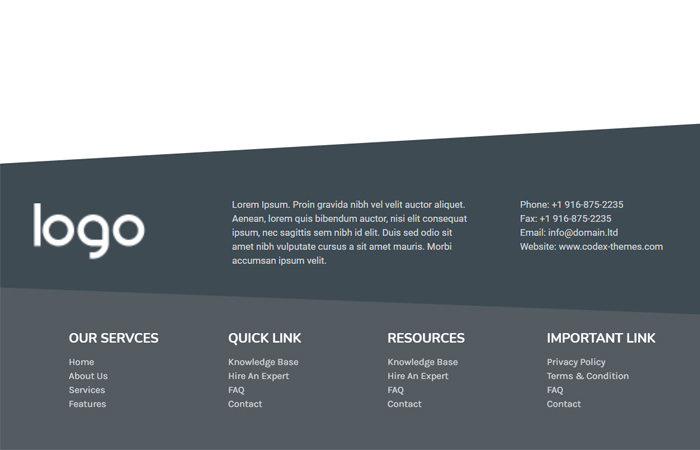 logo
Lorem Ipsum. Proin gravida nibh vel velit auctor aliquet.
Aenean, lorem quis bibendum auctor, nisi elit consequat
ipsum, nec sagittis sem nibh id elit. Duis sed odio sit
amet nibh vulputate cursus a sit amet mauris. Morbi
accumsan ipsum velit.
Phone: +1 916-875-2235
Fax: +1 916-875-2235
Email: info@domain.ltd
Website: www.codex-themes.com
OUR SERVCES
Home
About Us
Services
Features
QUICK LINK
Knowledge Base
Hire An Expert
FAQ
Contact
RESOURCES
Knowledge Base
Hire An Expert
FAQ
Contact
IMPORTANT LINK
Privacy Policy
Terms & Condition
FAQ
Contact